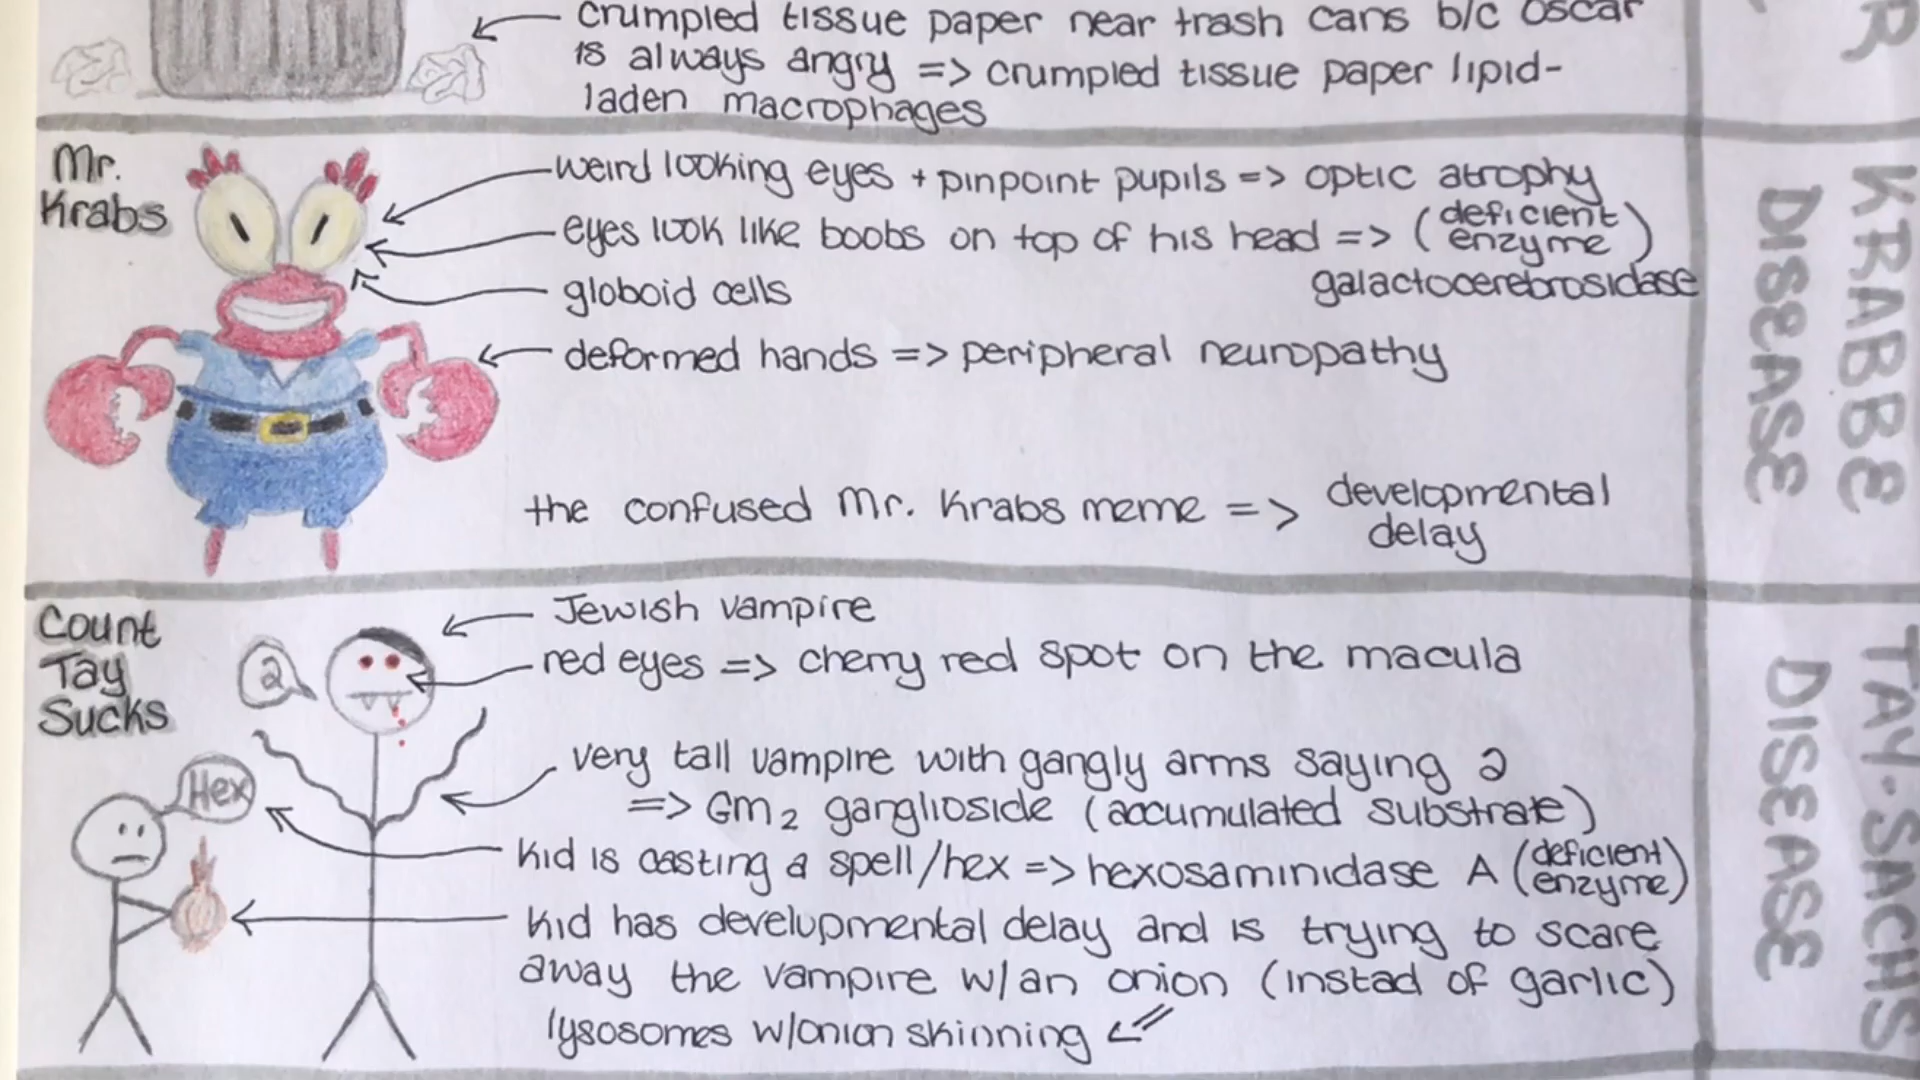 crumpled tissue paper near trash cans b/c Oscar
is always angry => crumpled tissue paper lipid-
laden macrophages
R
Mr.
Krabs
weird looking eyes + pinpoint pupils => optic atrophy
eyes look like boobs on top of his head => (deficient
enzyme)
galactocerebrosidase
globoid cells
deformed hands => peripheral neuropathy
the confused Mr. Krabs meme => developmental
delay
KRABBE
DISEASE
Count
Tay
Sucks
Jewish vampire
2
red eyes => cherry red spot on the macula
very tall vampire with gangly arms saying 2
=> GM2 ganglioside (accumulated substrate)
Hex
kid is casting a spell/hex => hexosaminidase A (deficient
enzyme)
kid has developmental delay and is trying to scare
away the vampire w/an onion (instad of garlic)
lysosomes w/onion skinning
TAY-SACHS
DISEASE